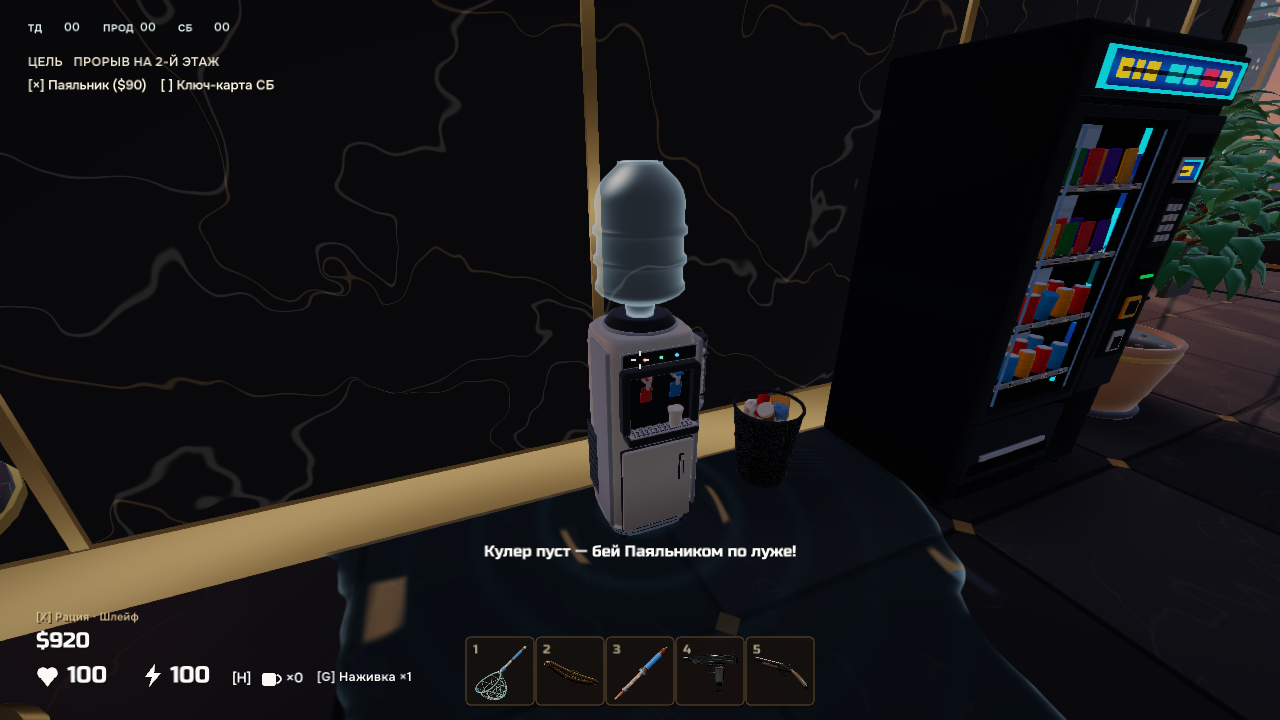 ТД 00 ПРОД 00 СБ 00
ЦЕЛЬ ПРОРЫВ НА 2-Й ЭТАЖ
[×] Паяльник ($90) [ ] Ключ-карта СБ
Кулер пуст — бей Паяльником по луже!
[X] Рация · Шлейф
$920
100 100 [H] ×0 [G] Наживка ×1
1 2 3 4 5